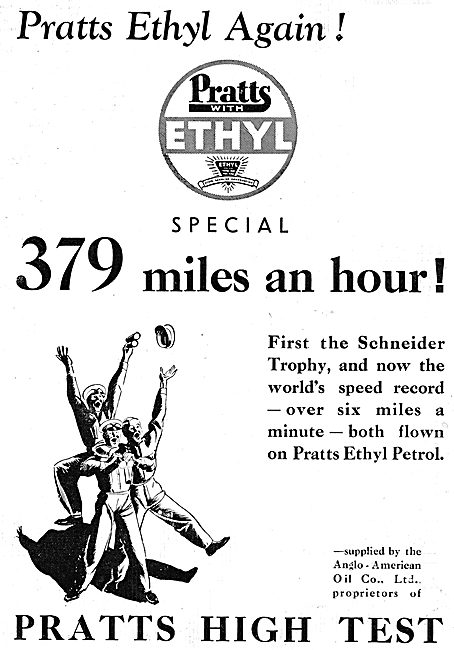 Pratts Ethyl Again !
Pratts
WITH
ETHYL
ETHYL
SPECIAL
379 miles an hour!
First the Schneider
Trophy, and now the
world's speed record
— over six miles a
minute — both flown
on Pratts Ethyl Petrol.
—supplied by the
Anglo - American
Oil Co., Ltd.,
proprietors of
PRATTS HIGH TEST